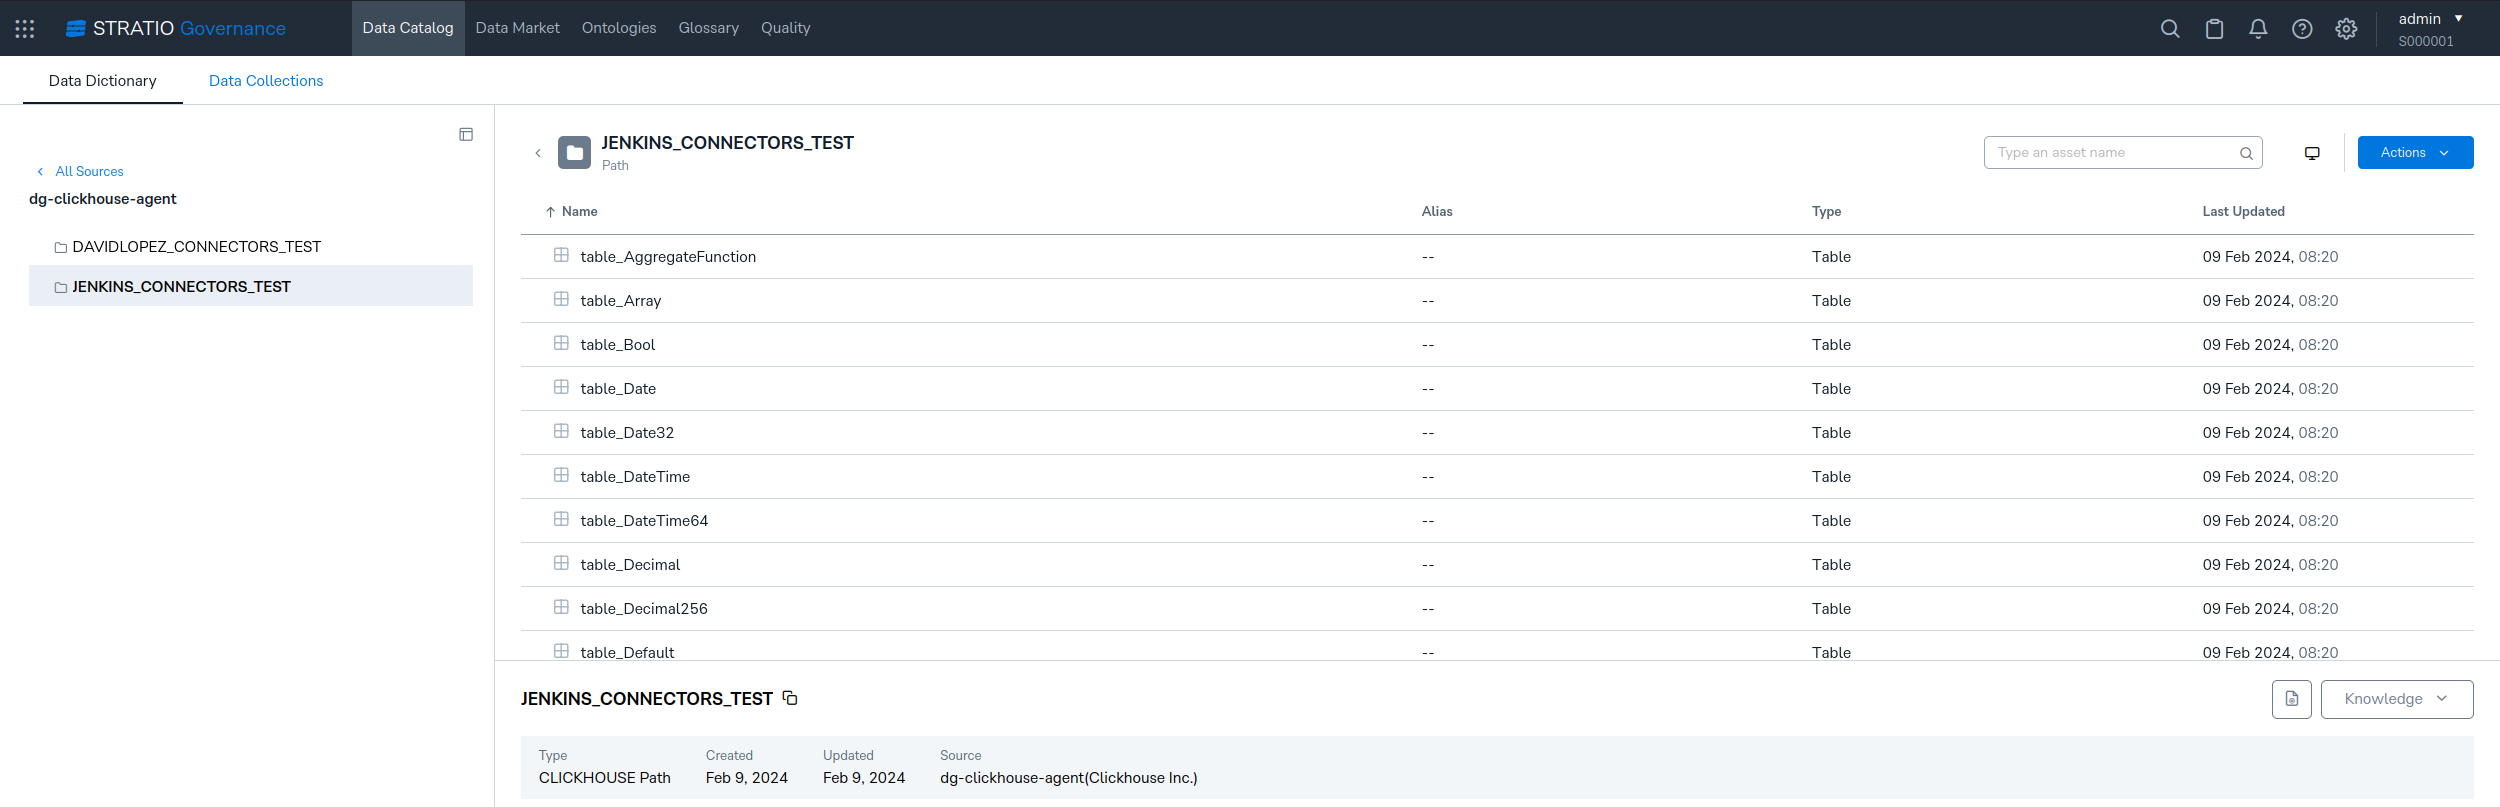 STRATIO Governance
Data Catalog Data Market Ontologies Glossary Quality
admin
S000001
Data Dictionary Data Collections
All Sources
dg-clickhouse-agent
DAVIDLOPEZ_CONNECTORS_TEST
JENKINS_CONNECTORS_TEST
JENKINS_CONNECTORS_TEST
Path
Type an asset name
Actions
Name Alias Type Last Updated
table_AggregateFunction -- Table 09 Feb 2024, 08:20
table_Array -- Table 09 Feb 2024, 08:20
table_Bool -- Table 09 Feb 2024, 08:20
table_Date -- Table 09 Feb 2024, 08:20
table_Date32 -- Table 09 Feb 2024, 08:20
table_DateTime -- Table 09 Feb 2024, 08:20
table_DateTime64 -- Table 09 Feb 2024, 08:20
table_Decimal -- Table 09 Feb 2024, 08:20
table_Decimal256 -- Table 09 Feb 2024, 08:20
table_Default -- Table 09 Feb 2024, 08:20
JENKINS_CONNECTORS_TEST
Knowledge
Type Created Updated Source
CLICKHOUSE Path Feb 9, 2024 Feb 9, 2024 dg-clickhouse-agent(Clickhouse Inc.)